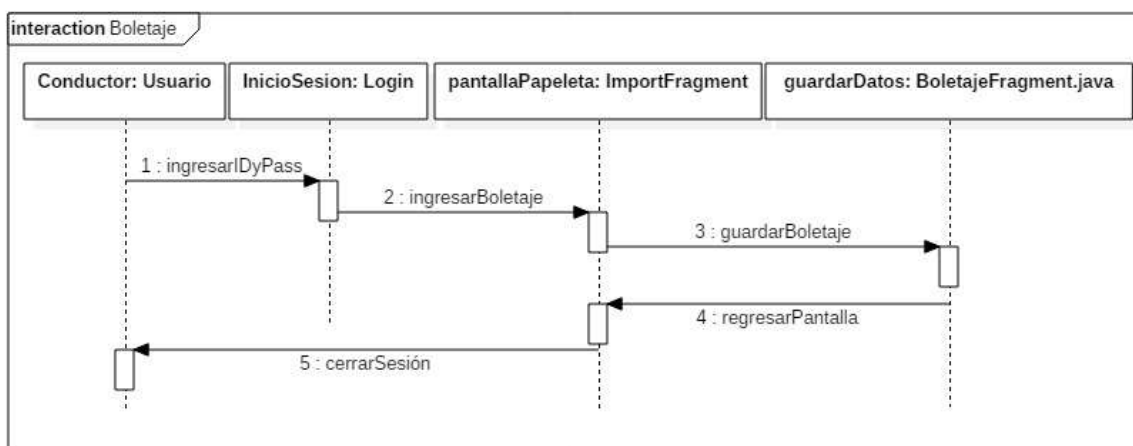 interaction Boletaje
Conductor: Usuario
InicioSesion: Login
pantallaPapeleta: ImportFragment
guardarDatos: BoletajeFragment.java
1 : ingresarIDyPass
2 : ingresarBoletaje
3 : guardarBoletaje
4 : regresarPantalla
5 : cerrarSesión